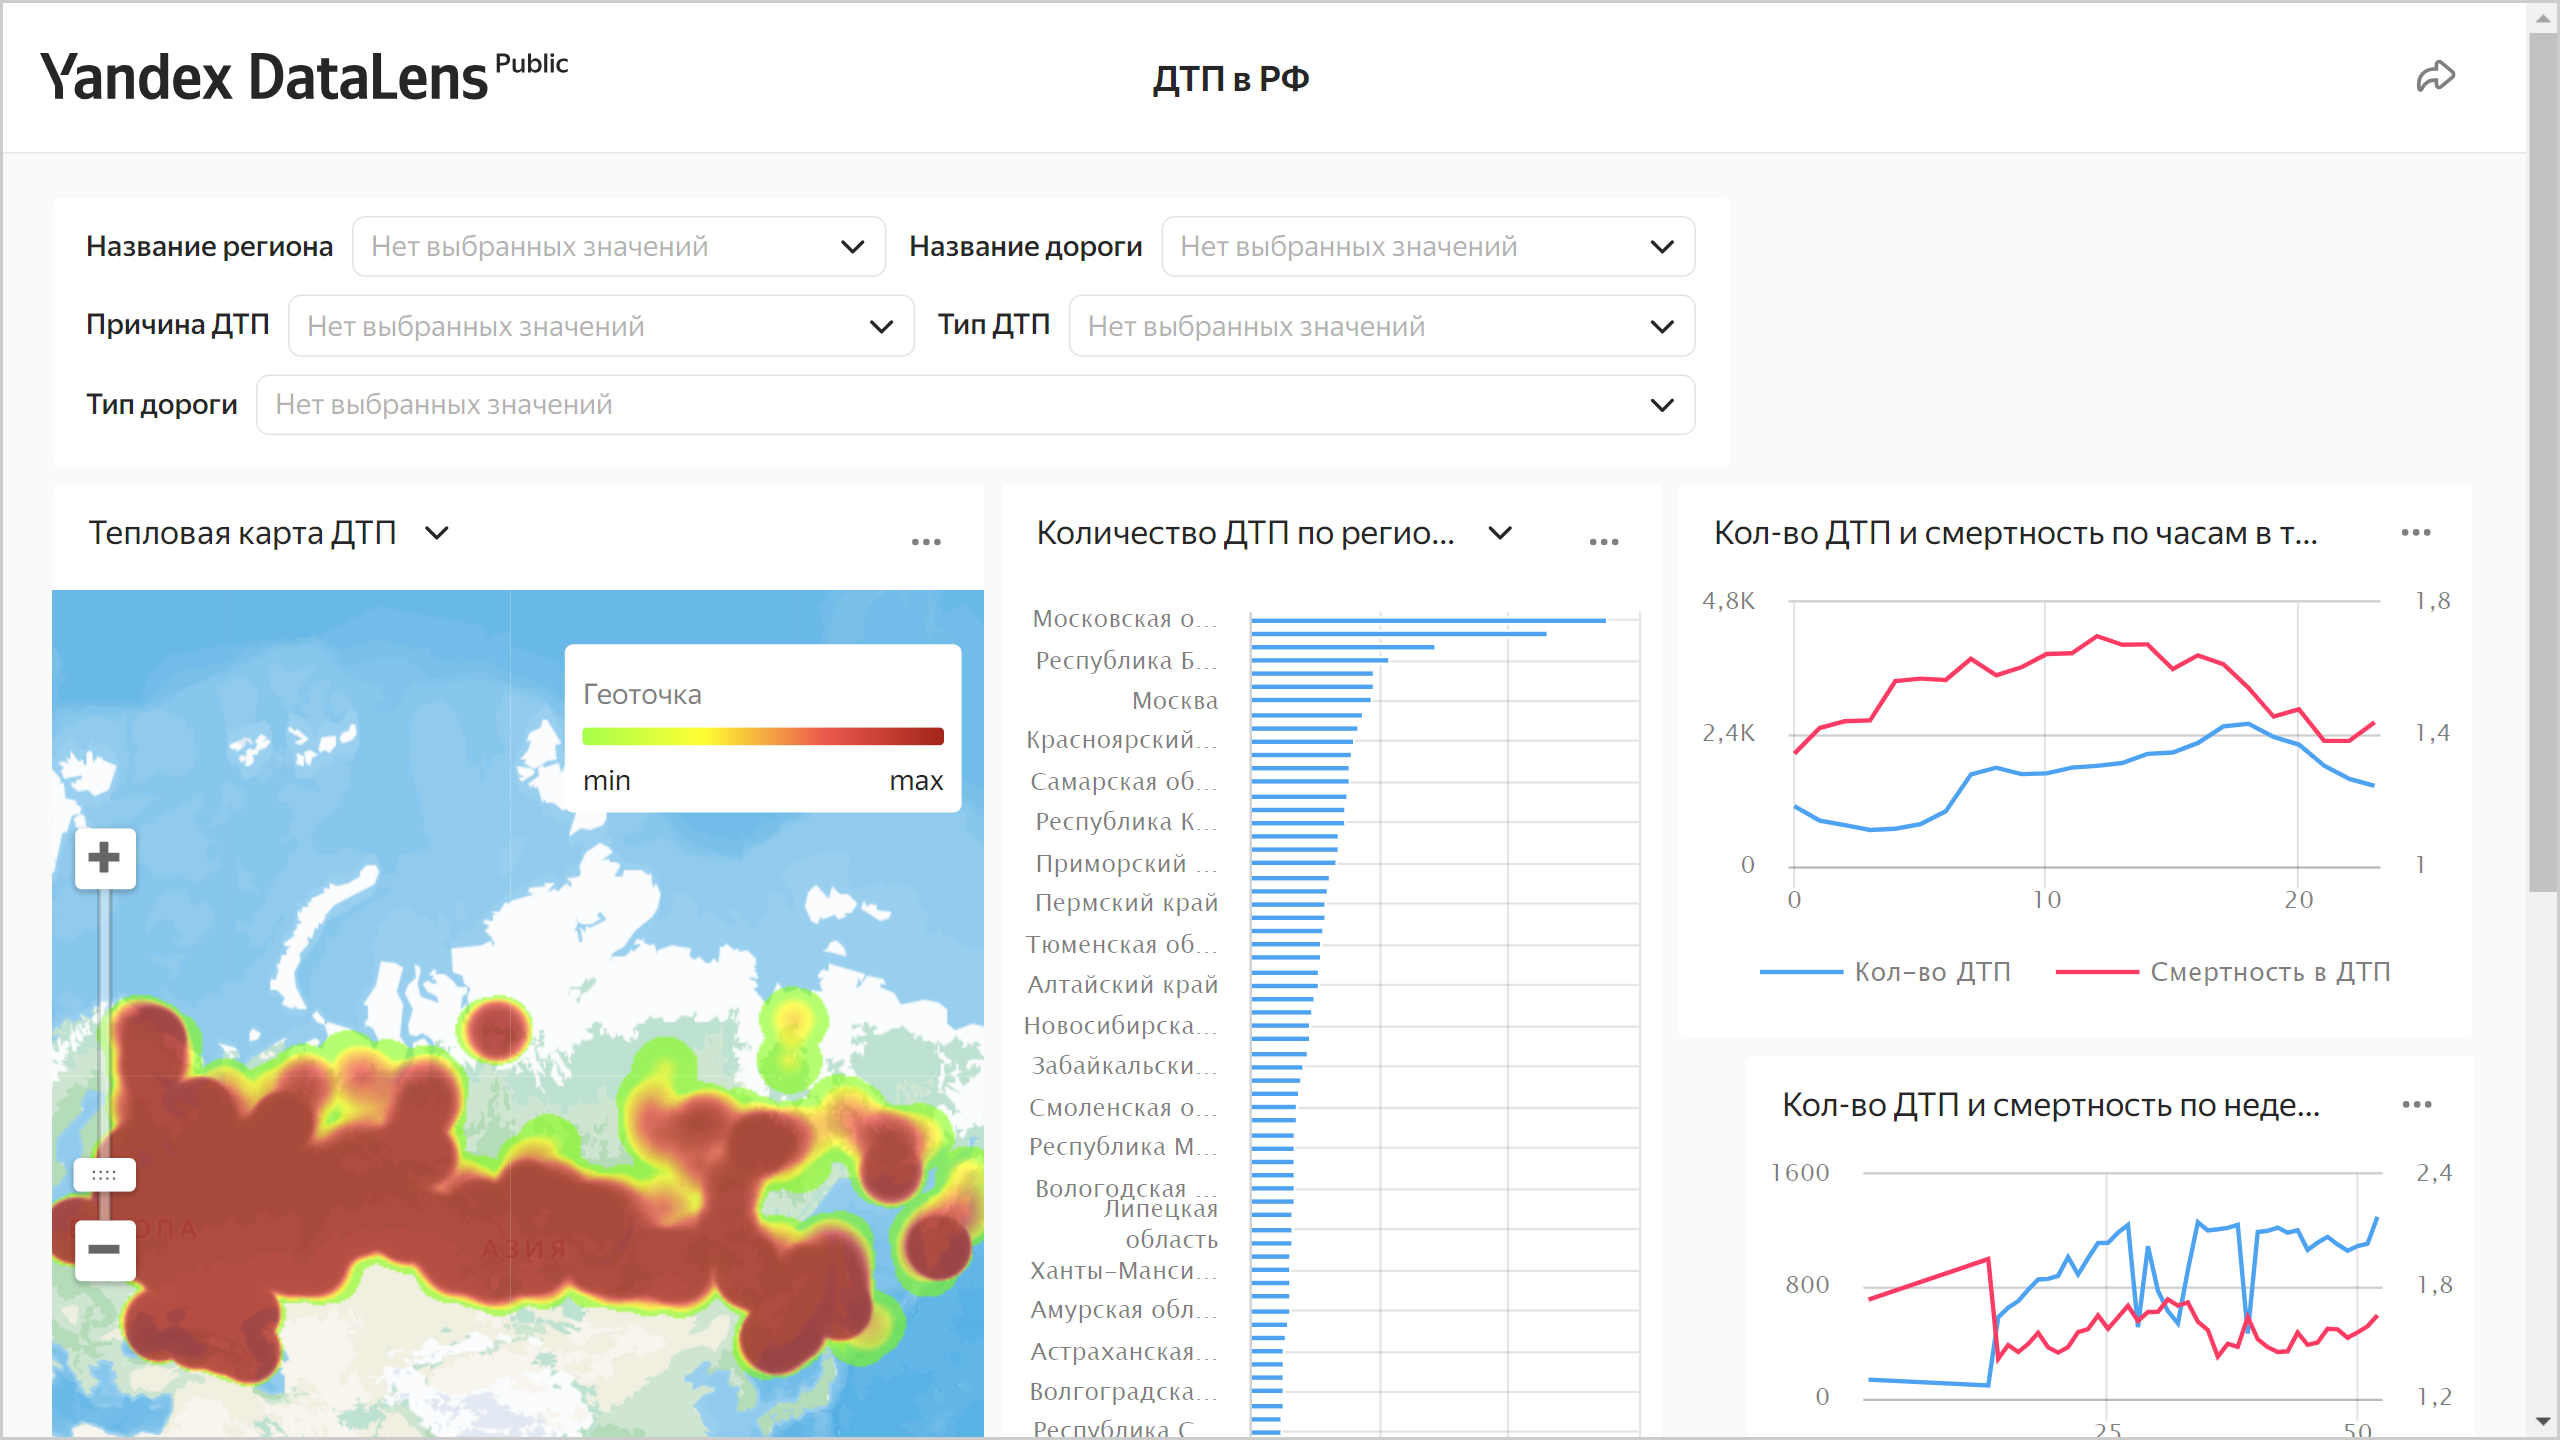 Yandex DataLens Public
ДТП в РФ
Название региона Нет выбранных значений Название дороги Нет выбранных значений
Причина ДТП Нет выбранных значений Тип ДТП Нет выбранных значений
Тип дороги Нет выбранных значений
Тепловая карта ДТП
Геоточка
min max
ОПА
АЗИЯ
Количество ДТП по регио...
Московская о...
Республика Б...
Москва
Красноярский...
Самарская об...
Республика К...
Приморский ...
Пермский край
Тюменская об...
Алтайский край
Новосибирска...
Забайкальски...
Смоленская о...
Республика М...
Вологодская ...
Липецкая
область
Ханты-Манси...
Амурская обл...
Астраханская...
Волгоградска...
Республика С...
Кол-во ДТП и смертность по часам в т...
4,8K 1,8
2,4K 1,4
0 1
0 10 20
Кол-во ДТП Смертность в ДТП
Кол-во ДТП и смертность по неде...
1600 2,4
800 1,8
0 1,2
25 50